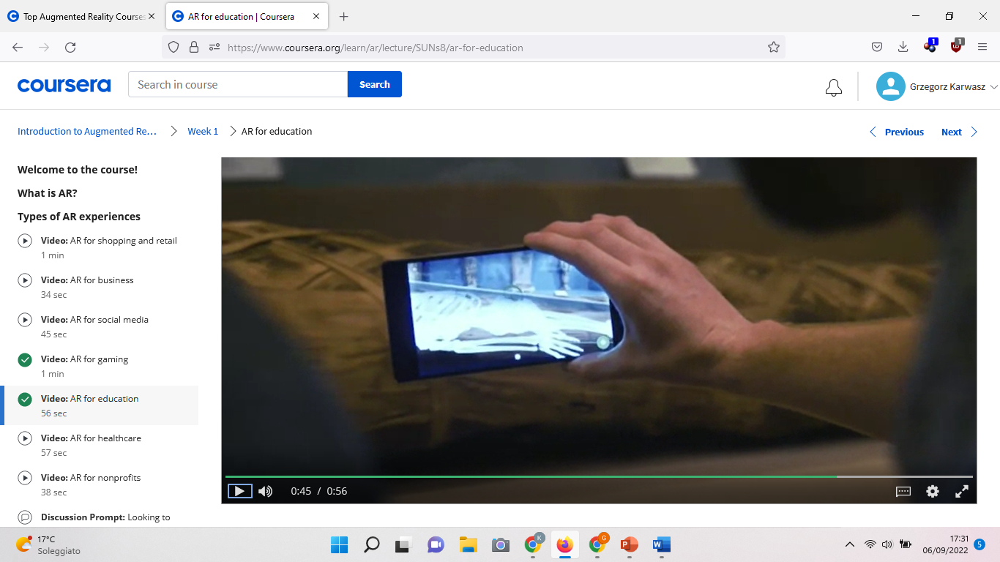 Top Augmented Reality Courses
AR for education | Coursera
https://www.coursera.org/learn/ar/lecture/SUNs8/ar-for-education
1
1
coursera
Search in course
Search
Grzegorz Karwasz
Introduction to Augmented Re...
Week 1
AR for education
Previous
Next
Welcome to the course!
What is AR?
Types of AR experiences
Video: AR for shopping and retail
1 min
Video: AR for business
34 sec
Video: AR for social media
45 sec
Video: AR for gaming
1 min
Video: AR for education
56 sec
Video: AR for healthcare
57 sec
Video: AR for nonprofits
38 sec
Discussion Prompt: Looking to
0:45 / 0:56
17°C
Soleggiato
K
G
P
W
17:31
06/09/2022
5